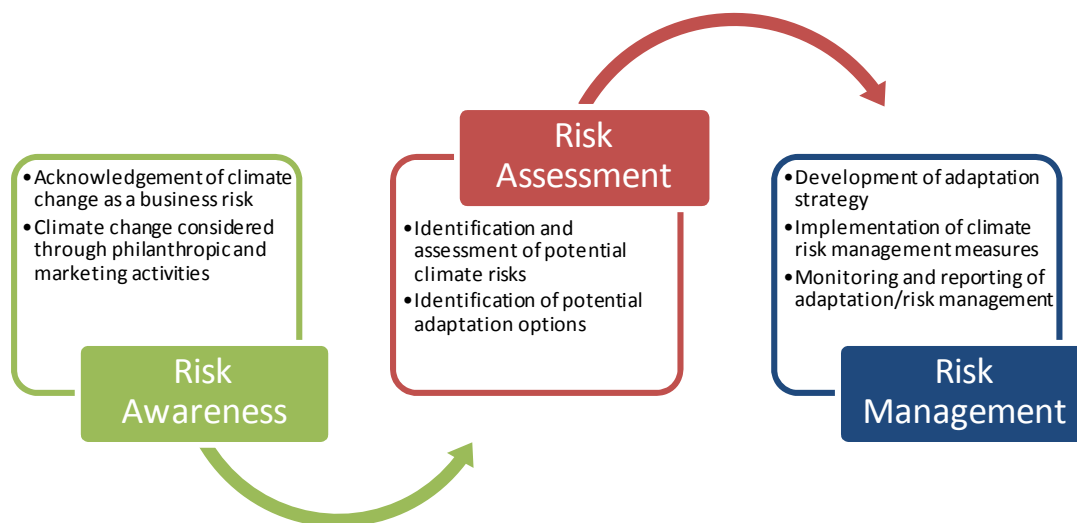 •Acknowledgement of climate
change as a business risk
•Climate change considered
through philanthropic and
marketing activities
Risk
Awareness
Risk
Assessment
•Identification and
assessment of potential
climate risks
•Identification of potential
adaptation options
•Development of adaptation
strategy
•Implementation of climate
risk management measures
•Monitoring and reporting of
adaptation/risk management
Risk
Management